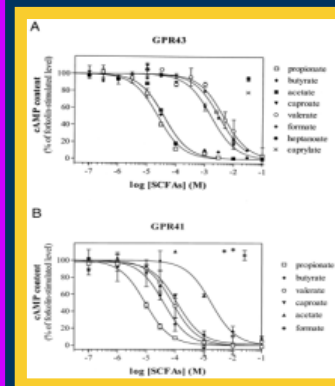 A
GPR43
cAMP content
(% of forkolin-stimulated level)
100
80
60
40
20
0
-7 -6 -5 -4 -3 -2 -1
log [SCFAs] (M)
propionate
butyrate
acetate
caproate
valerate
formate
heptanoate
caprylate
B
GPR41
cAMP content
(% of forkolin-stimulated level)
100
80
60
40
20
0
-7 -6 -5 -4 -3 -2 -1
log [SCFAs] (M)
propionate
butyrate
valerate
caproate
acetate
formate